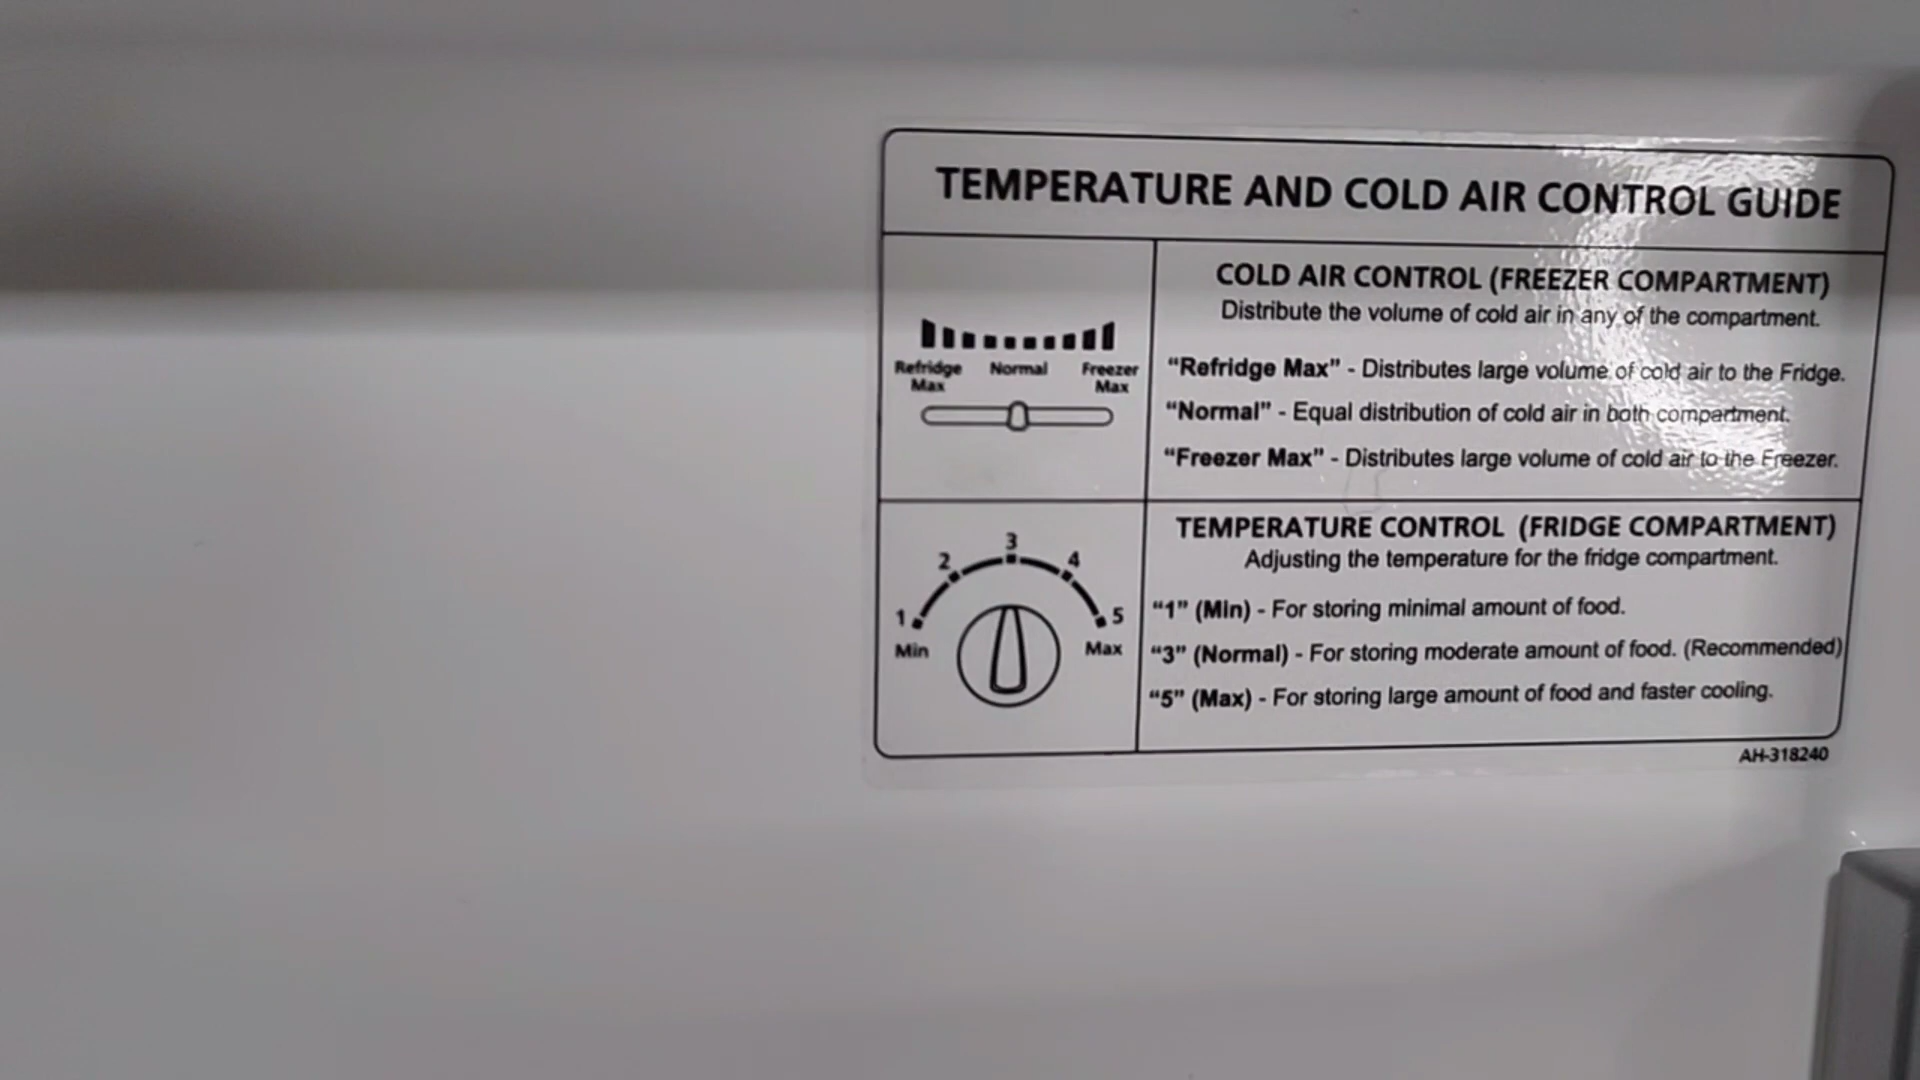 TEMPERATURE AND COLD AIR CONTROL GUIDE
Refridge Max
Normal
Freezer Max
COLD AIR CONTROL (FREEZER COMPARTMENT)
Distribute the volume of cold air in any of the compartment.
“Refridge Max” - Distributes large volume of cold air to the Fridge.
“Normal” - Equal distribution of cold air in both compartment.
“Freezer Max” - Distributes large volume of cold air to the Freezer.
1
2
3
4
5
Min
Max
TEMPERATURE CONTROL (FRIDGE COMPARTMENT)
Adjusting the temperature for the fridge compartment.
“1” (Min) - For storing minimal amount of food.
“3” (Normal) - For storing moderate amount of food. (Recommended)
“5” (Max) - For storing large amount of food and faster cooling.
AH-318240